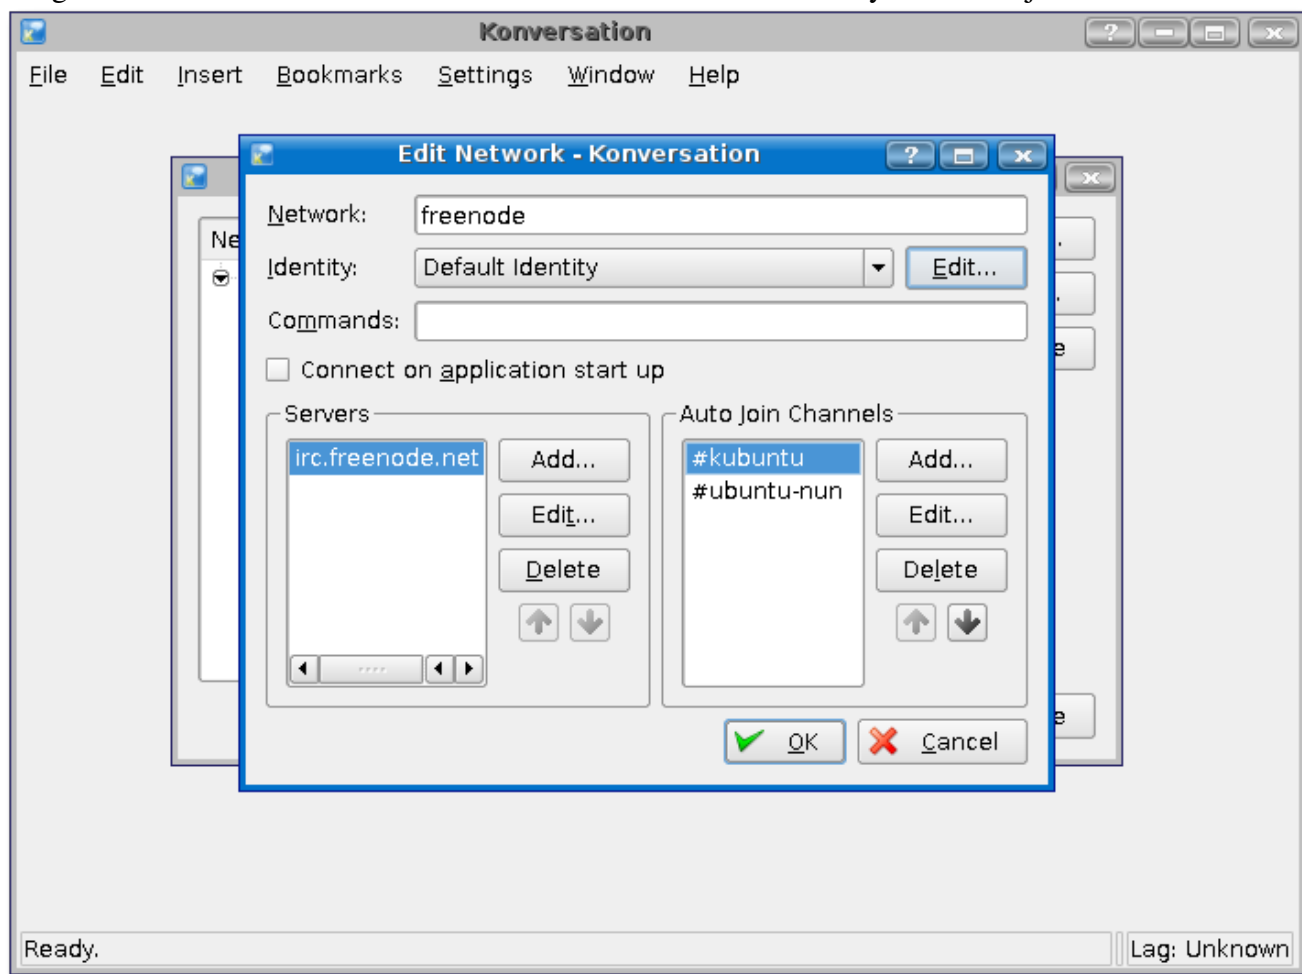 Konversation
File Edit Insert Bookmarks Settings Window Help
Edit Network - Konversation
Network: freenode
Ne
Identity: Default Identity Edit...
Commands:
e
Connect on application start up
Servers Auto Join Channels
irc.freenode.net Add... #kubuntu Add...
#ubuntu-nun
Edit... Edit...
Delete Delete
e
OK Cancel
Ready. Lag: Unknown